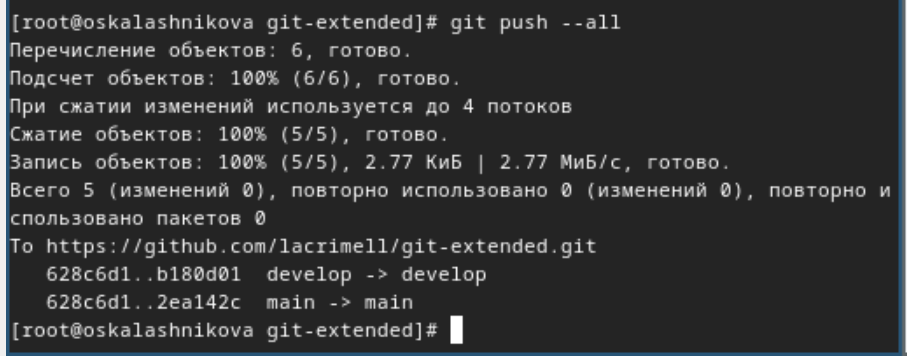 [root@oskalashnikova git-extended]# git push --all
Перечисление объектов: 6, готово.
Подсчет объектов: 100% (6/6), готово.
При сжатии изменений используется до 4 потоков
Сжатие объектов: 100% (5/5), готово.
Запись объектов: 100% (5/5), 2.77 КиБ | 2.77 МиБ/с, готово.
Всего 5 (изменений 0), повторно использовано 0 (изменений 0), повторно и
спользовано пакетов 0
To https://github.com/lacrimell/git-extended.git
   628c6d1..b180d01  develop -> develop
   628c6d1..2ea142c  main -> main
[root@oskalashnikova git-extended]#